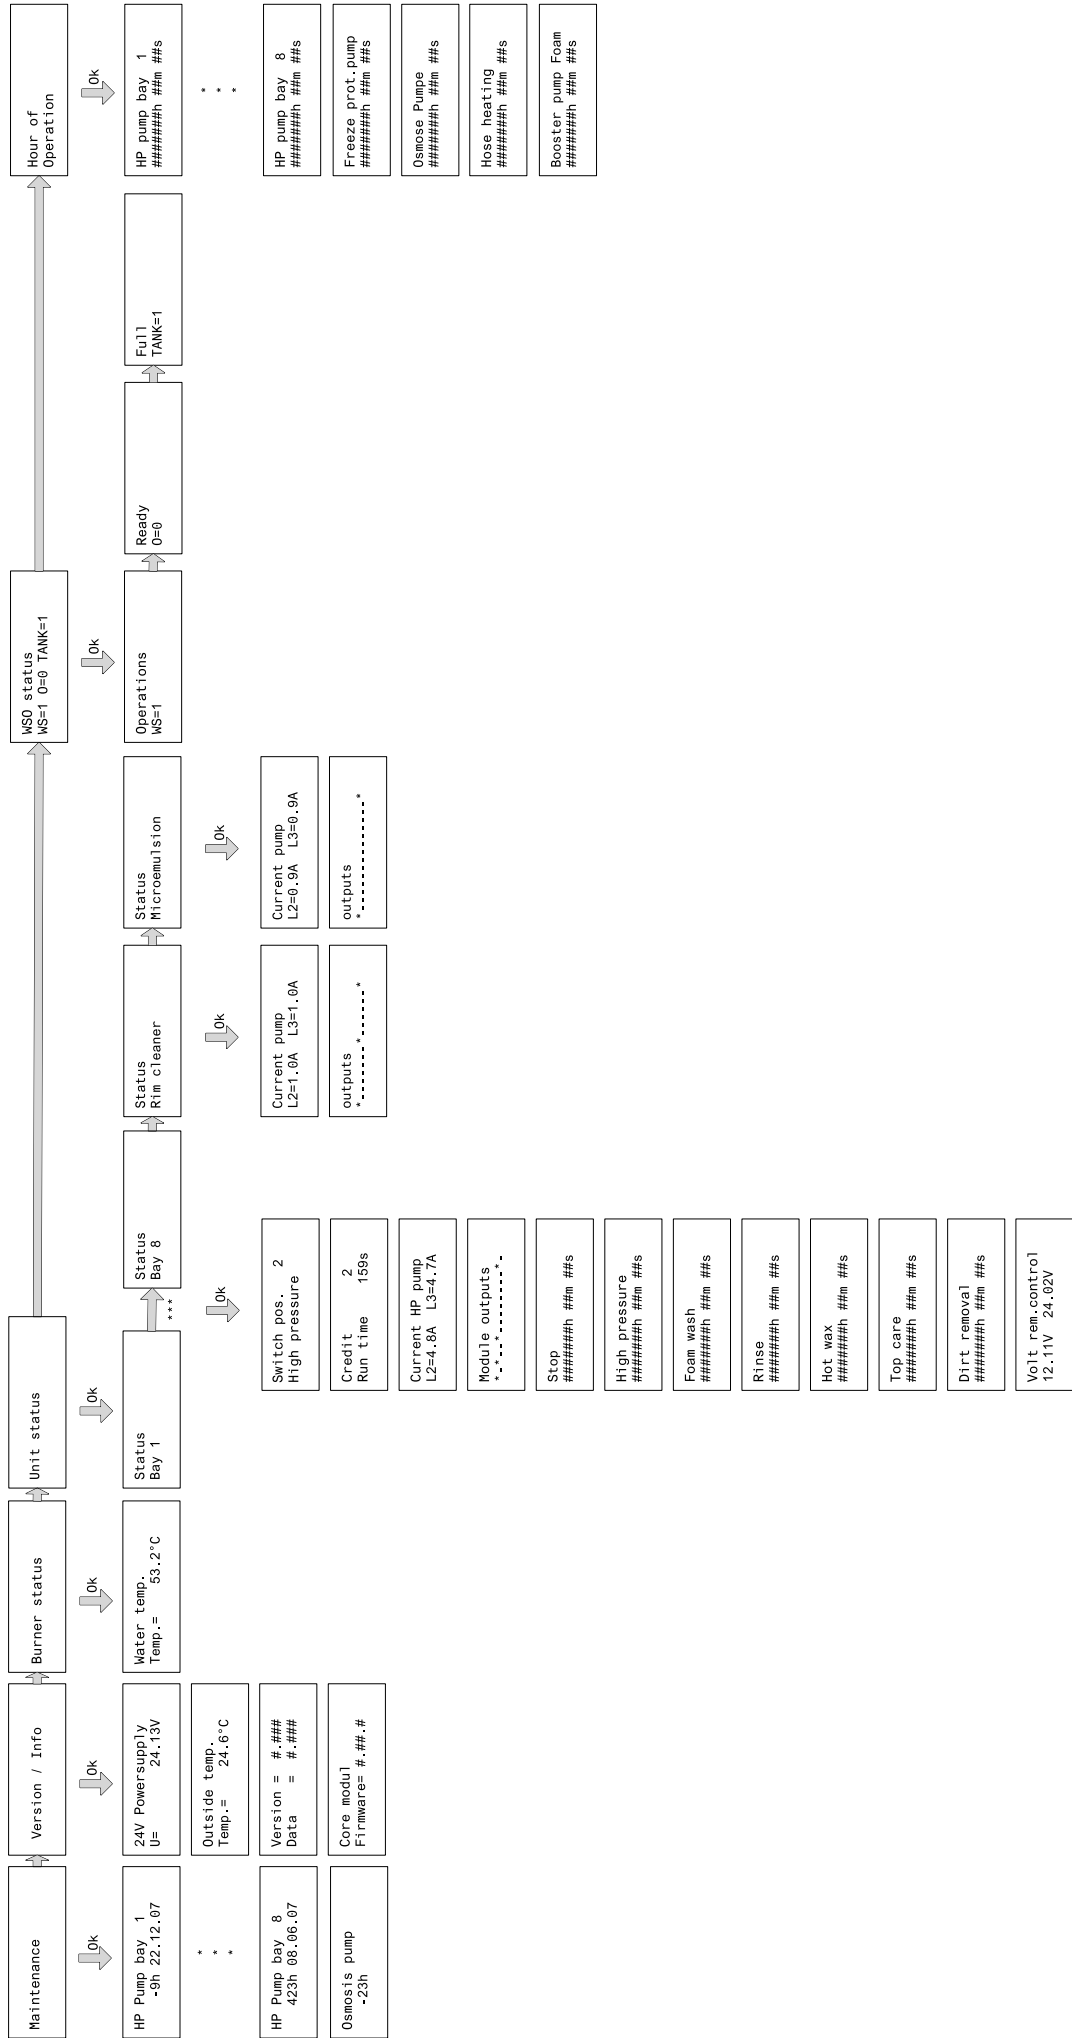 Maintenance
Ok
HP Pump bay  1
-9h 22.12.07
*
*
*
HP Pump bay  8
423h 08.06.07
Osmosis pump
-23h
Version / Info
Ok
24V Powersupply
U=      24.13V
Outside temp.
Temp.=   24.6°C
Version = #.###
Data    = #.###
Core modul
Firmware= #.##.#
Burner status
Ok
Water temp.
Temp.=   53.2°C
Unit status
Ok
Status
Bay 1
***
Status
Bay 8
Ok
Switch pos.  2
High pressure
Credit     2
Run time   159s
Current HP pump
L2=4.8A L3=4.7A
Module outputs
*-*--*--------*-
Stop
#######h ##m ##s
High pressure
#######h ##m ##s
Foam wash
#######h ##m ##s
Rinse
#######h ##m ##s
Hot wax
#######h ##m ##s
Top care
#######h ##m ##s
Dirt removal
#######h ##m ##s
Volt rem.control
12.11V  24.02V
Status
Rim cleaner
Ok
Current pump
L2=1.0A  L3=1.0A
outputs
*-------*------*
Status
Microemulsion
Ok
Current pump
L2=0.9A  L3=0.9A
outputs
*--------------*
WSO status
WS=1 O=0 TANK=1
Ok
Operations
WS=1
Ready
O=0
Full
TANK=1
Hour of
Operation
Ok
HP pump bay  1
#######h ##m ##s
*
*
*
HP pump bay  8
#######h ##m ##s
Freeze prot.pump
#######h ##m ##s
Osmose Pumpe
#######h ##m ##s
Hose heating
#######h ##m ##s
Booster pump Foam
#######h ##m ##s